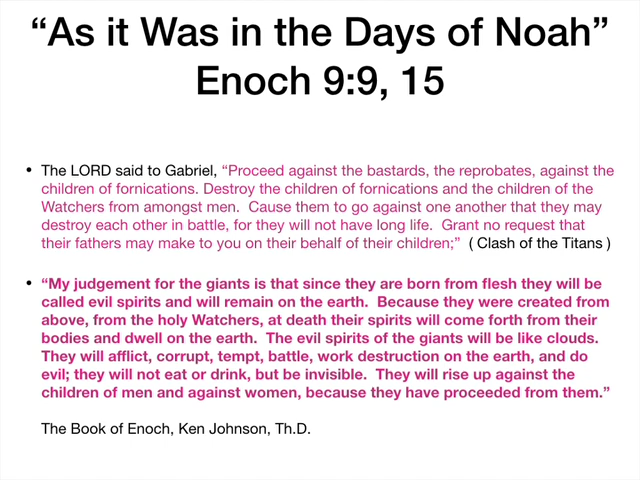 “As it Was in the Days of Noah”
Enoch 9:9, 15
• The LORD said to Gabriel, “Proceed against the bastards, the reprobates, against the
children of fornications. Destroy the children of fornications and the children of the
Watchers from amongst men.  Cause them to go against one another that they may
destroy each other in battle, for they will not have long life.  Grant no request that
their fathers may make to you on their behalf of their children;”  ( Clash of the Titans )
• “My judgement for the giants is that since they are born from flesh they will be
called evil spirits and will remain on the earth.  Because they were created from
above, from the holy Watchers, at death their spirits will come forth from their
bodies and dwell on the earth.  The evil spirits of the giants will be like clouds.
They will afflict, corrupt, tempt, battle, work destruction on the earth, and do
evil; they will not eat or drink, but be invisible.  They will rise up against the
children of men and against women, because they have proceeded from them.”
The Book of Enoch, Ken Johnson, Th.D.